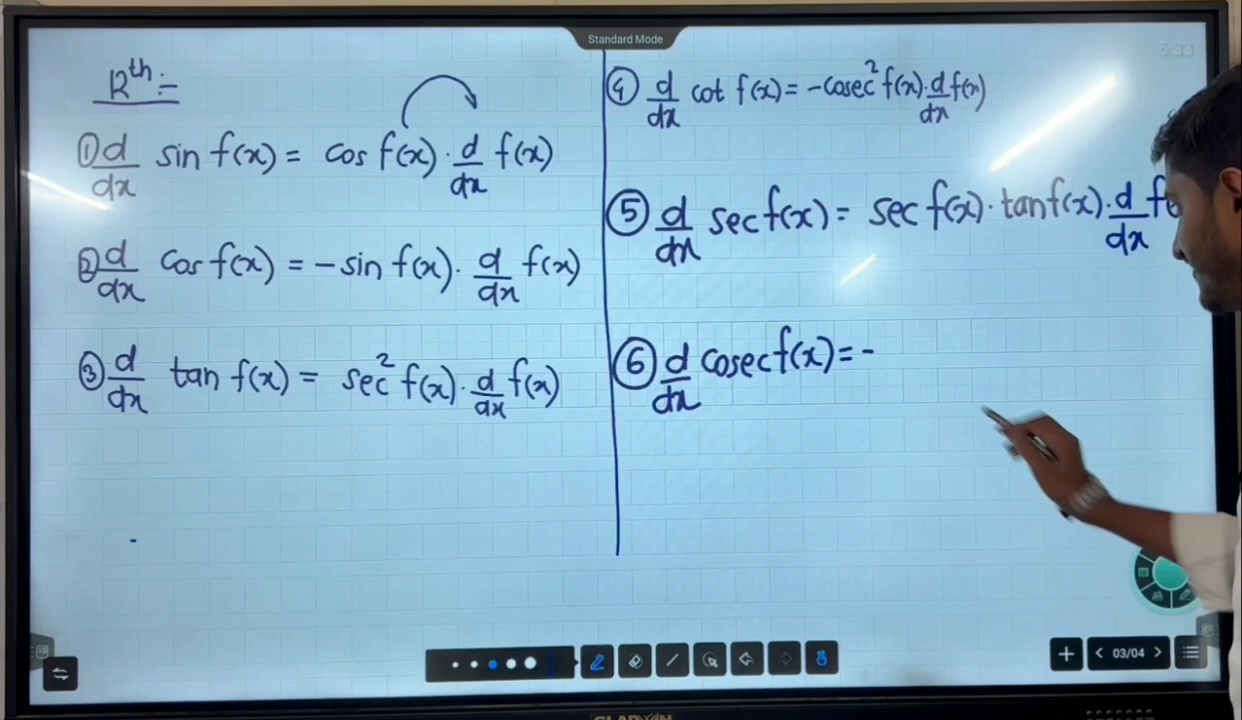 Standard Mode
533
Rth:-
① d/dx sin f(x) = cos f(x) · d/dx f(x)
② d/dx cos f(x) = -sin f(x) · d/dx f(x)
③ d/dx tan f(x) = sec² f(x) · d/dx f(x)
④ d/dx cot f(x) = -cosec² f(x) · d/dx f(x)
⑤ d/dx sec f(x) = sec f(x) · tan f(x) · d/dx f(
⑥ d/dx cosec f(x) = -
03/04